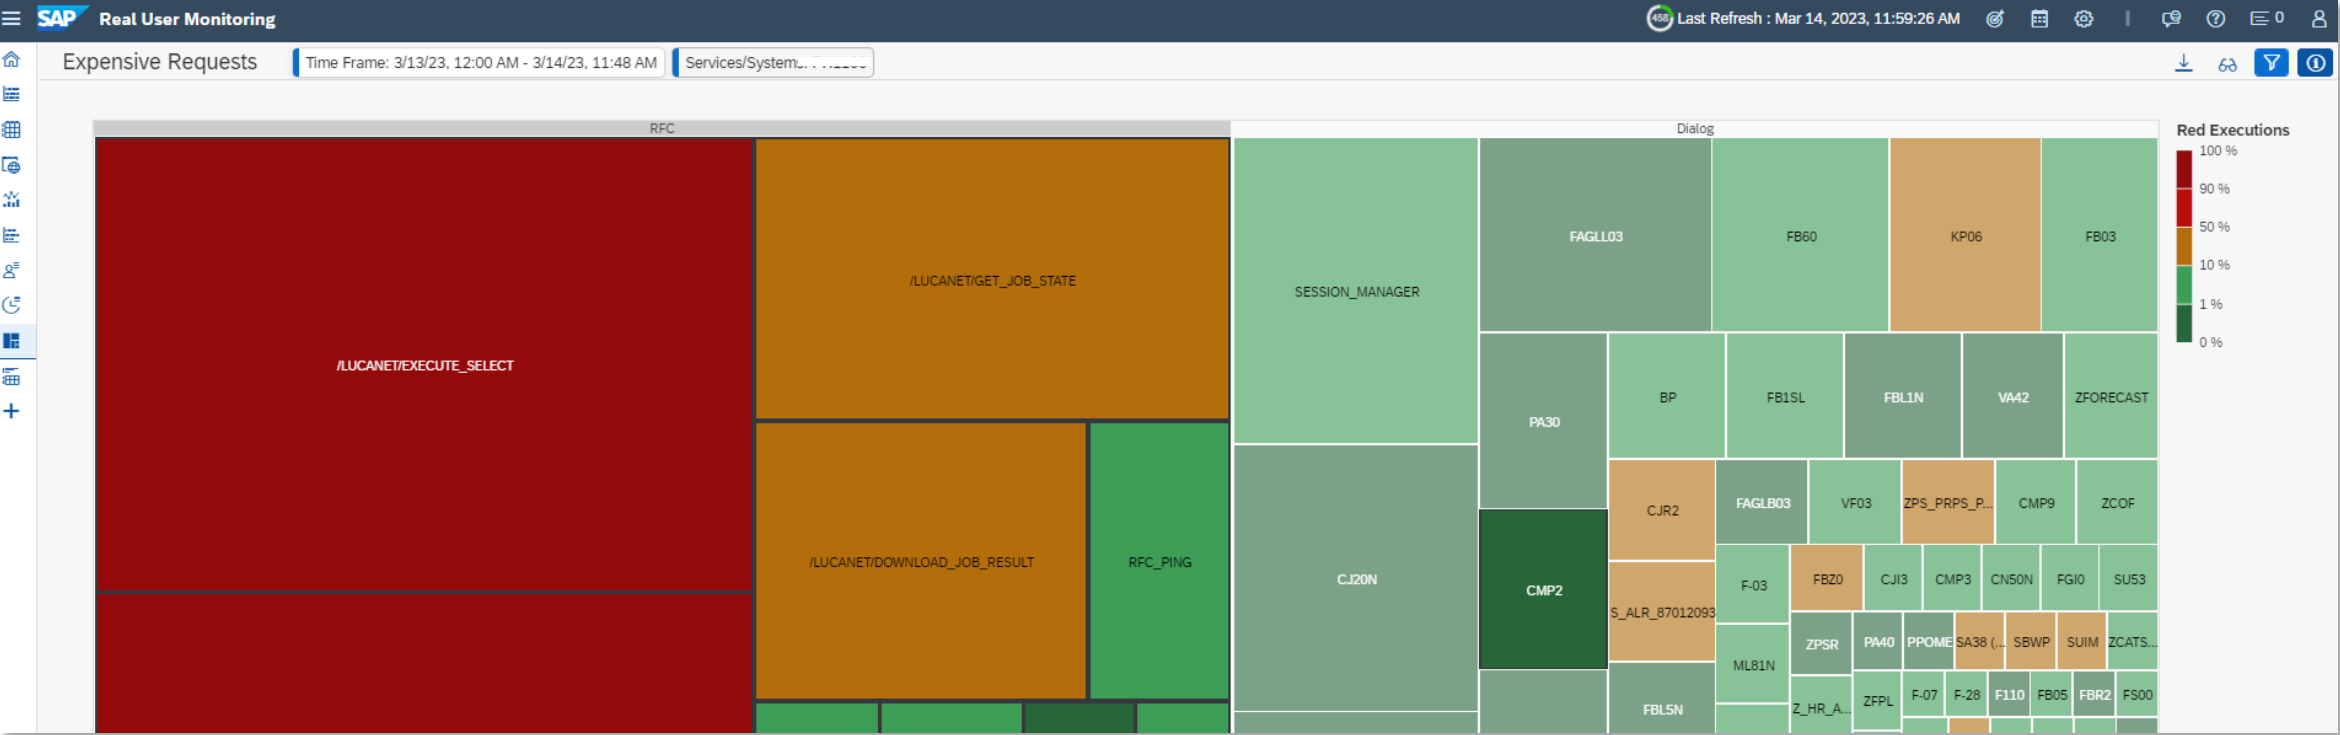 SAP Real User Monitoring
458 Last Refresh : Mar 14, 2023, 11:59:26 AM
0
Expensive Requests
Time Frame: 3/13/23, 12:00 AM - 3/14/23, 11:48 AM
Services/Systems:
RFC
Dialog
/LUCANET/EXECUTE_SELECT
/LUCANET/GET_JOB_STATE
/LUCANET/DOWNLOAD_JOB_RESULT
RFC_PING
SESSION_MANAGER
CJ20N
FAGLL03
FB60
KP06
FB03
PA30
BP
FB1SL
FBL1N
VA42
ZFORECAST
CMP2
CJR2
FAGLB03
VF03
ZPS_PRPS_P...
CMP9
ZCOF
S_ALR_87012093
F-03
FBZ0
CJI3
CMP3
CN50N
FGI0
SU53
ML81N
ZPSR
PA40
PPOME
SA38 (...
SBWP
SUIM
ZCATS...
FBL5N
Z_HR_A...
ZFPL
F-07
F-28
F110
FB05
FBR2
FS00
Red Executions
100 %
90 %
50 %
10 %
1 %
0 %